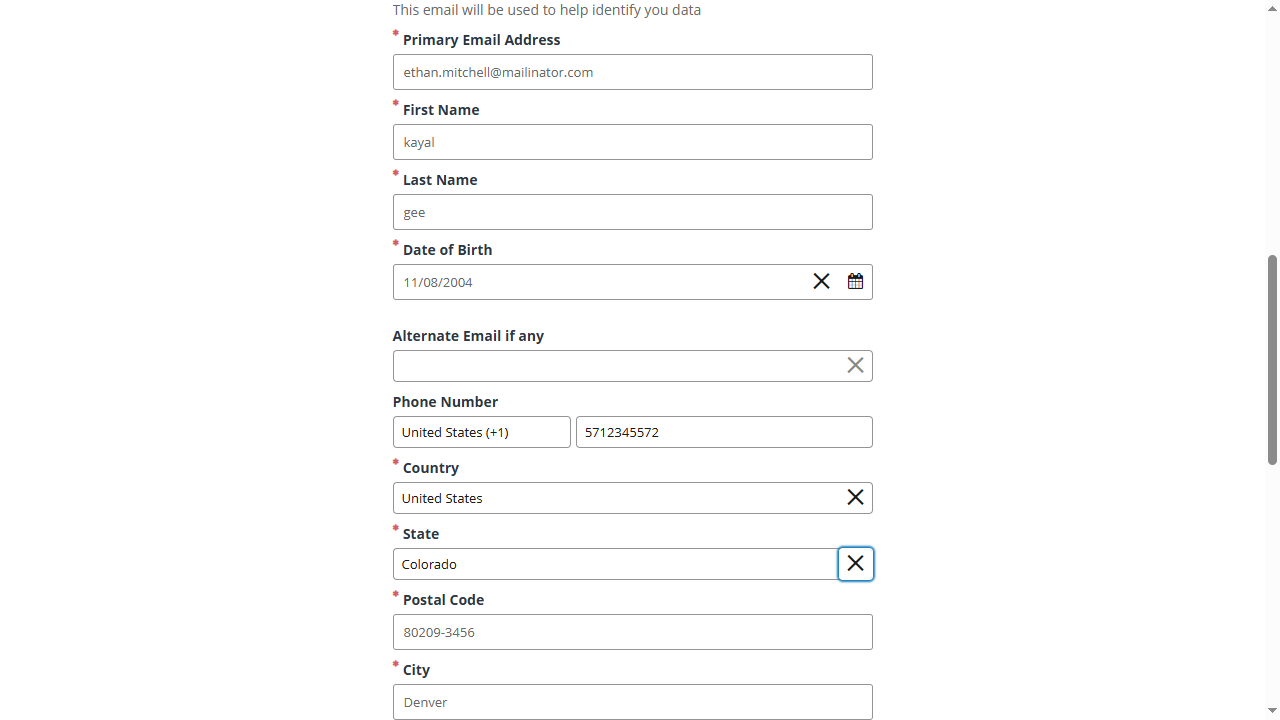 This email will be used to help identify you data
* Primary Email Address
ethan.mitchell@mailinator.com
* First Name
kayal
* Last Name
gee
* Date of Birth
11/08/2004
Alternate Email if any
Phone Number
United States (+1) 5712345572
* Country
United States
* State
Colorado
* Postal Code
80209-3456
* City
Denver